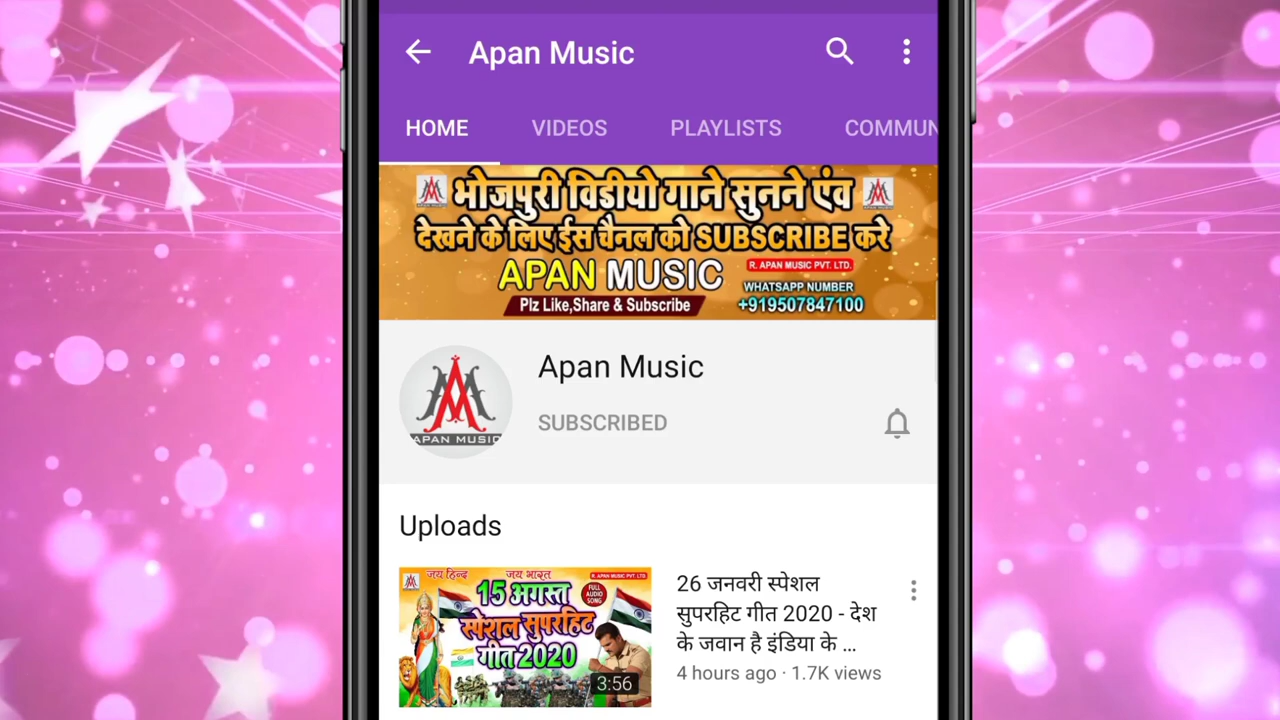 Apan Music
HOME VIDEOS PLAYLISTS COMMUN
भोजपुरी विडीयो गाने सुनने एंव
देखने के लिए ईस चैनल को SUBSCRIBE करे
APAN MUSIC
R. APAN MUSIC PVT. LTD.
WHATSAPP NUMBER
Plz Like,Share & Subscribe
+919507847100
Apan Music
SUBSCRIBED
APAN MUSIC
Uploads
जय हिन्द जय भारत
R. APAN MUSIC PVT. LTD
15 अगस्त
FULL
AUDIO
SONG
स्पेशल सुपरहिट
गीत 2020
3:56
26 जनवरी स्पेशल
सुपरहिट गीत 2020 - देश
के जवान है इंडिया के ...
4 hours ago · 1.7K views